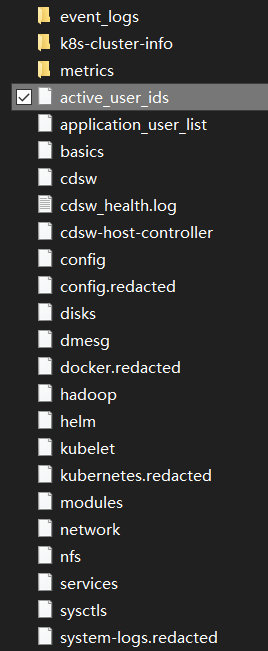 event_logs
k8s-cluster-info
metrics
active_user_ids
application_user_list
basics
cdsw
cdsw_health.log
cdsw-host-controller
config
config.redacted
disks
dmesg
docker.redacted
hadoop
helm
kubelet
kubernetes.redacted
modules
network
nfs
services
sysctls
system-logs.redacted